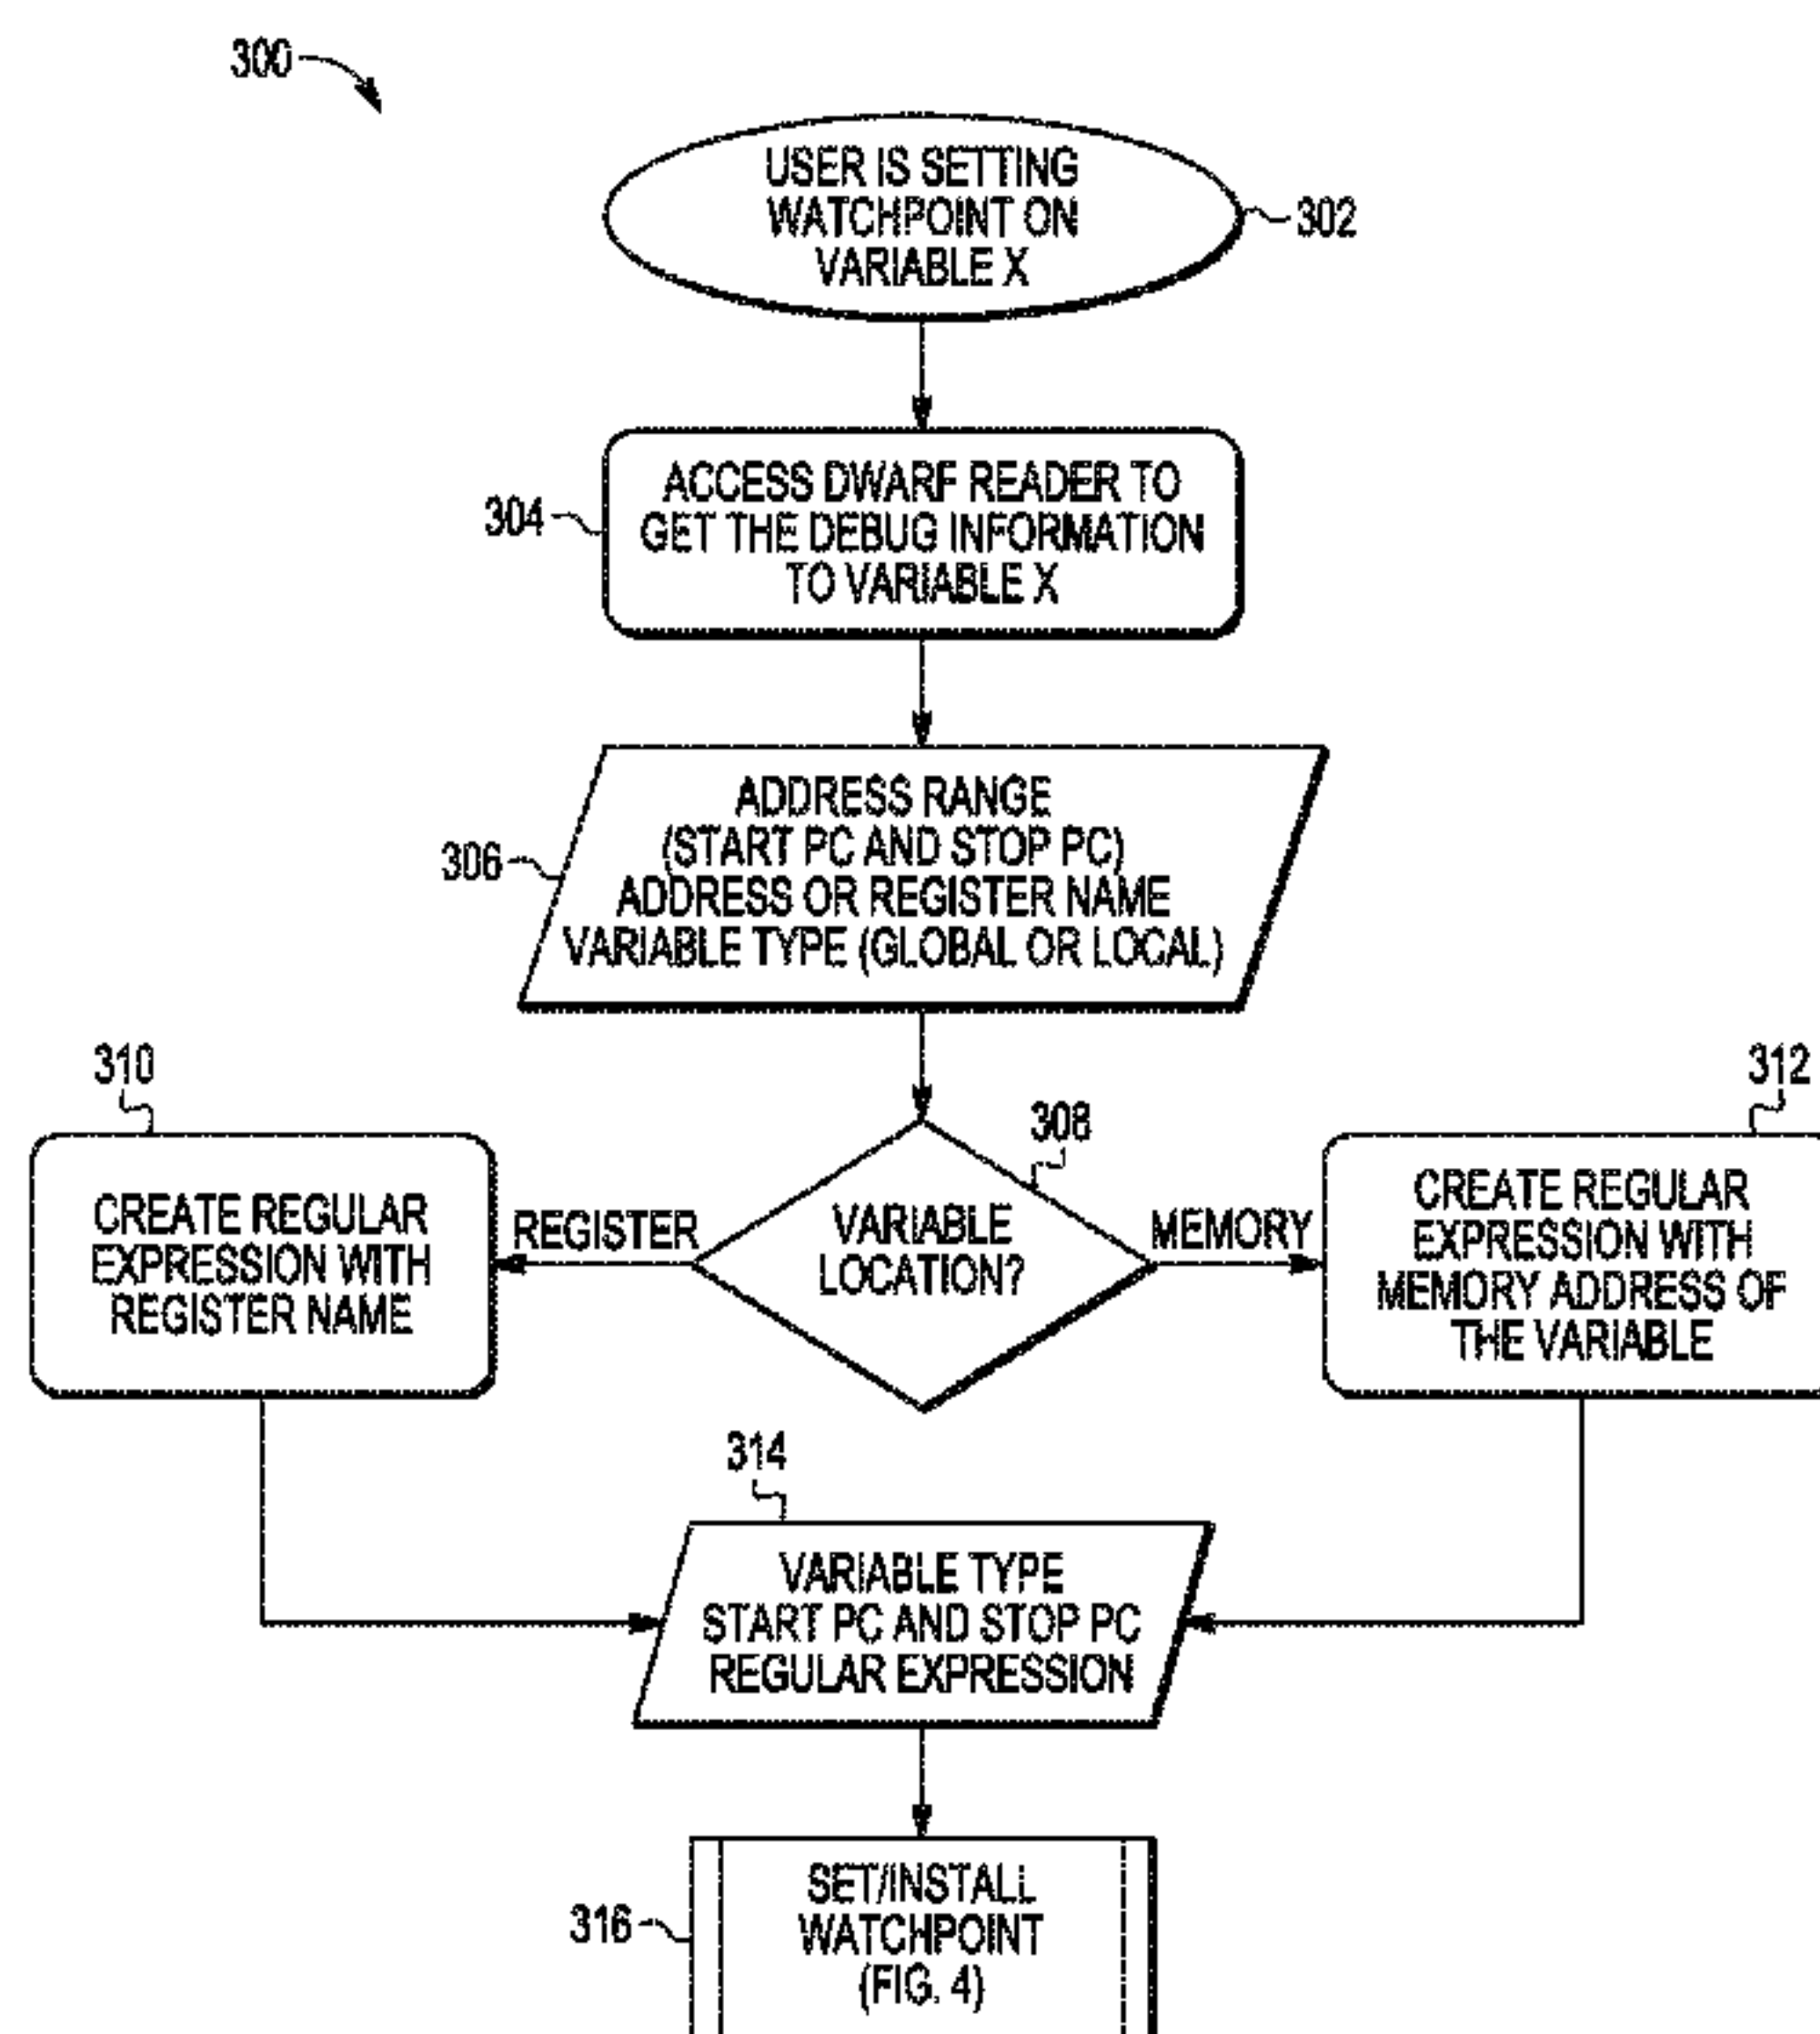 300
USER IS SETTING
WATCHPOINT ON
VARIABLE X
302
304
ACCESS DWARF READER TO
GET THE DEBUG INFORMATION
TO VARIABLE X
306
ADDRESS RANGE
(START PC AND STOP PC)
ADDRESS OR REGISTER NAME
VARIABLE TYPE (GLOBAL OR LOCAL)
310
308
312
CREATE REGULAR
EXPRESSION WITH
REGISTER NAME
REGISTER
VARIABLE
LOCATION?
MEMORY
CREATE REGULAR
EXPRESSION WITH
MEMORY ADDRESS OF
THE VARIABLE
314
VARIABLE TYPE
START PC AND STOP PC
REGULAR EXPRESSION
316
SET/INSTALL
WATCHPOINT
(FIG. 4)